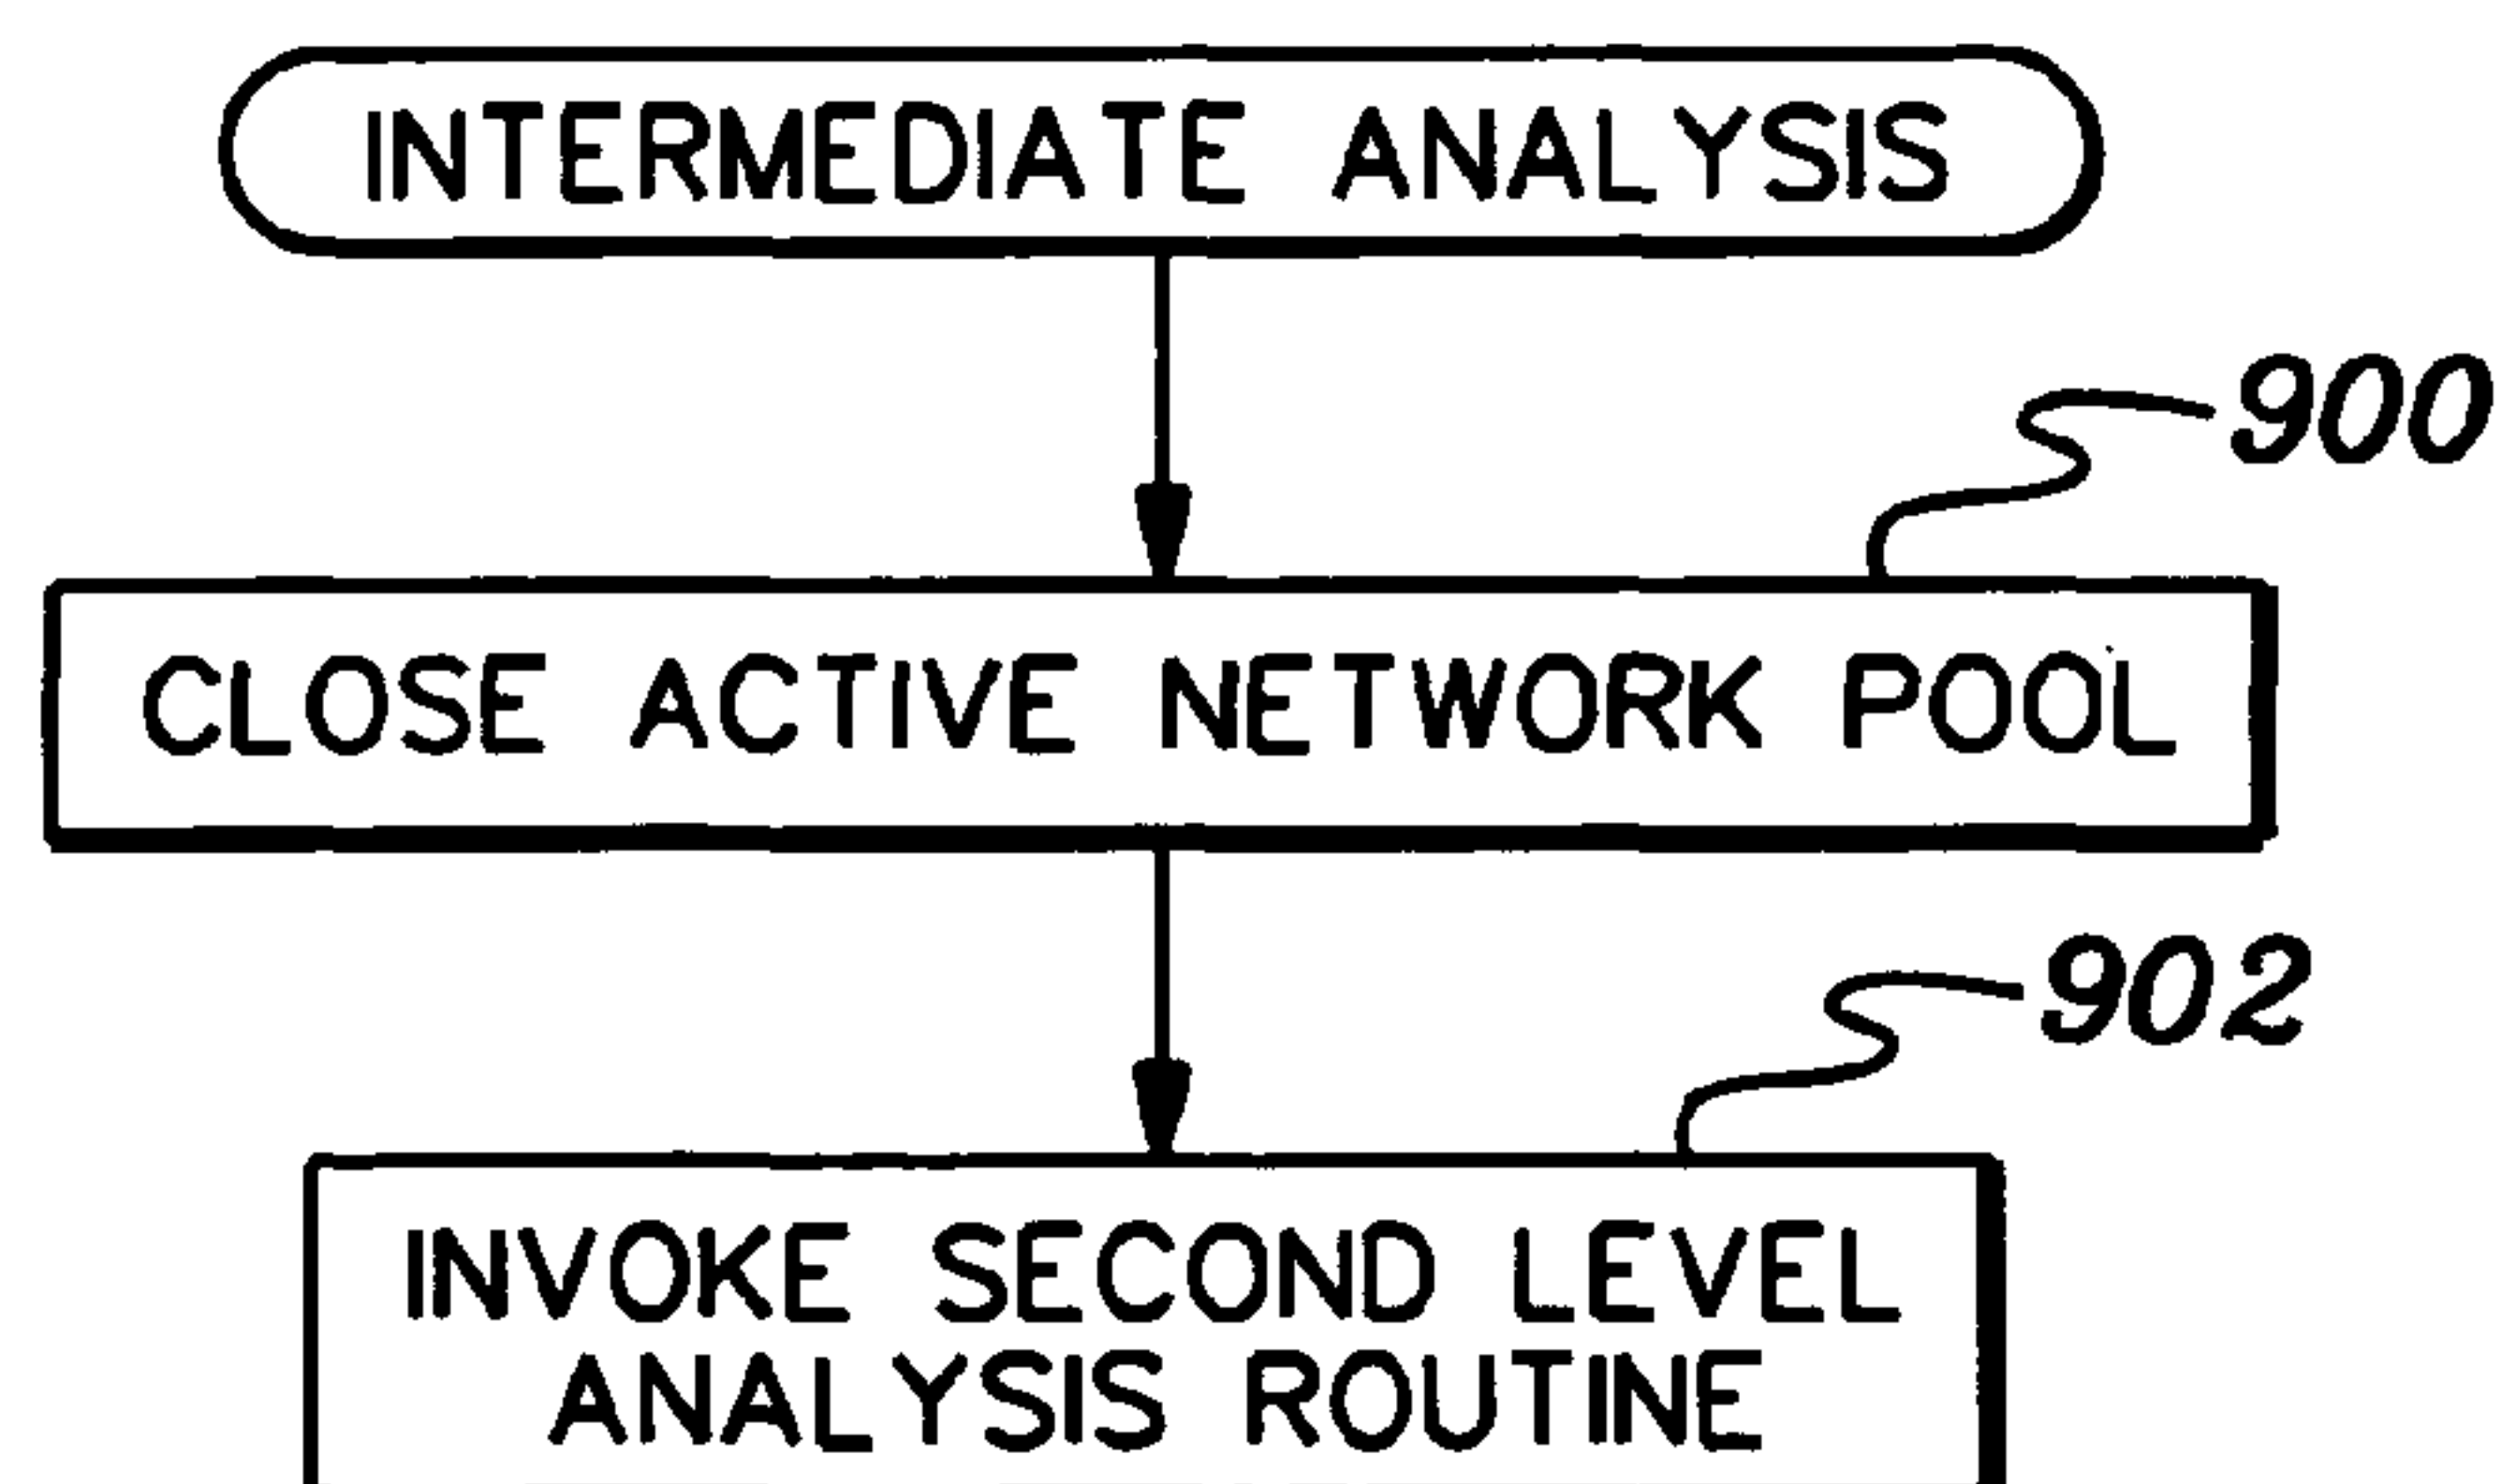 INTERMEDIATE ANALYSIS
900
CLOSE ACTIVE NETWORK POOL
902
INVOKE SECOND LEVEL
ANALYSIS ROUTINE